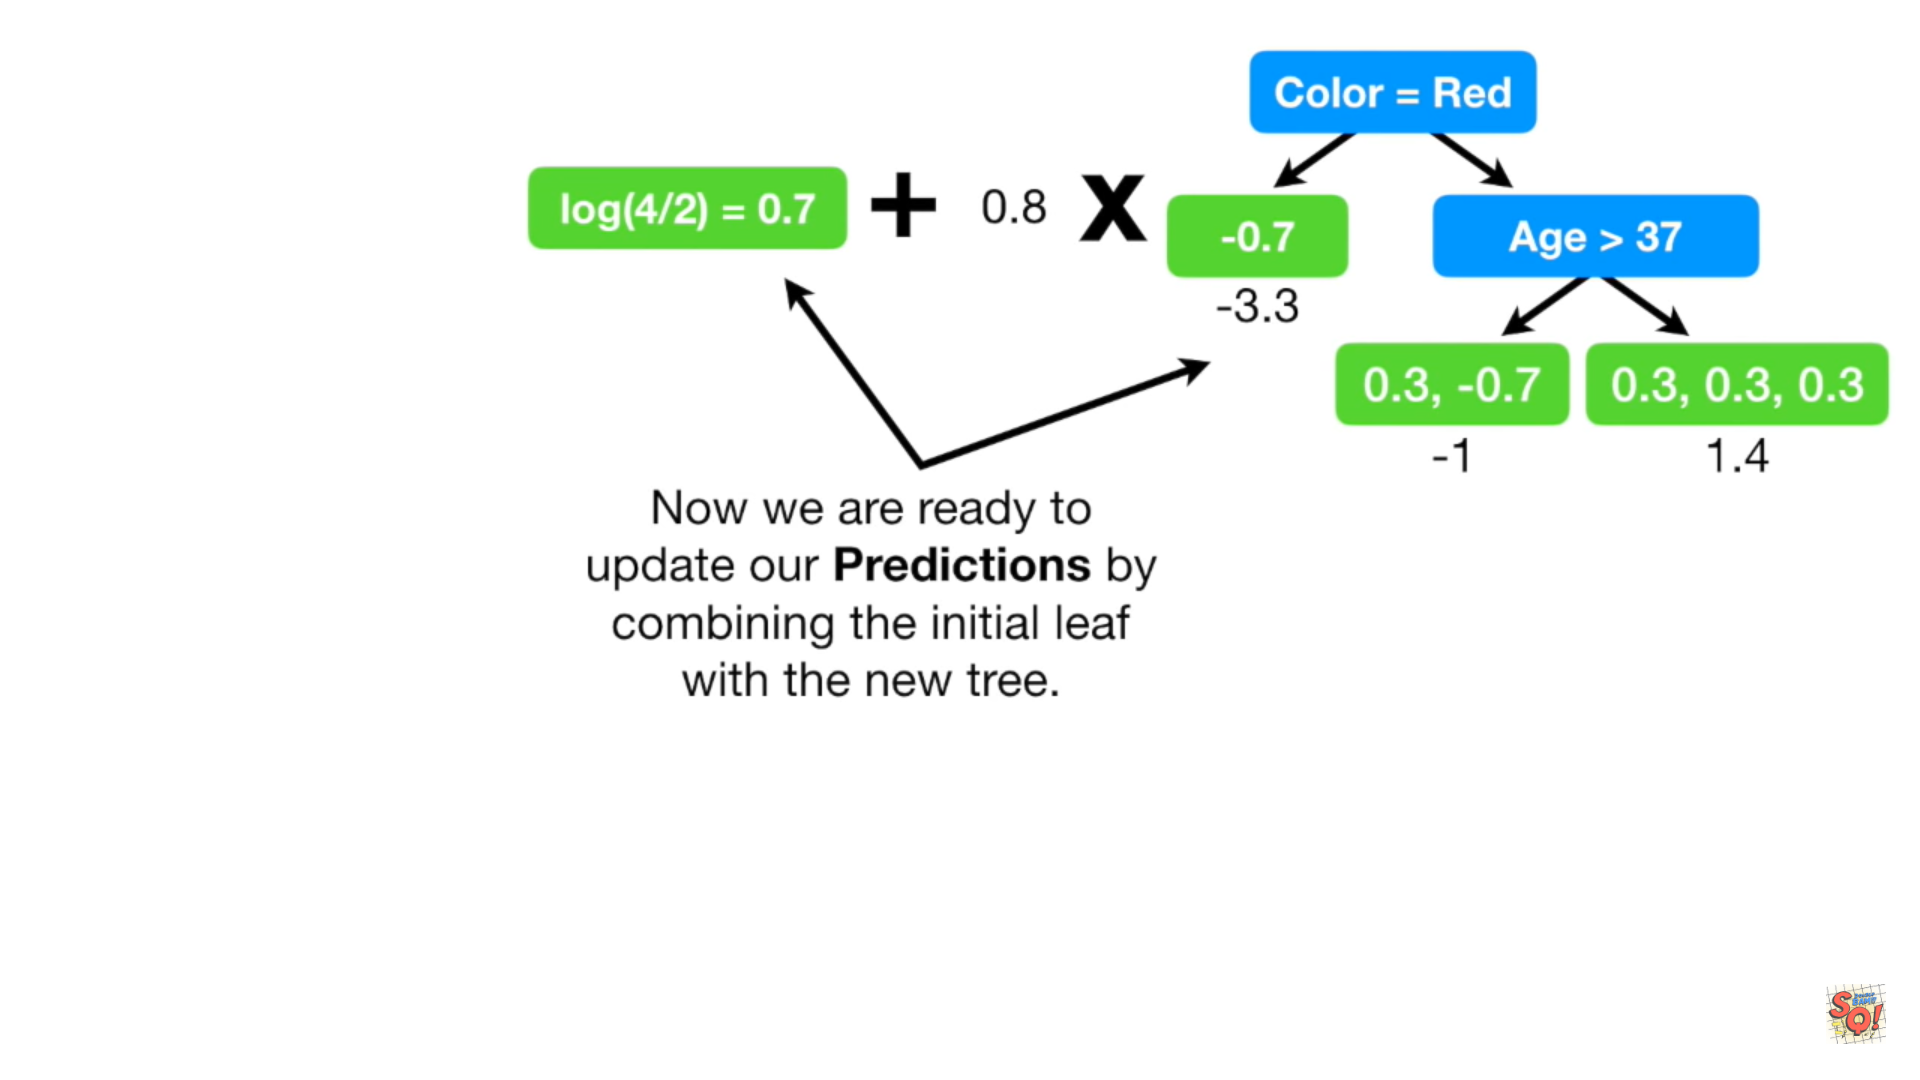 Color = Red
log(4/2) = 0.7 + 0.8 X
-0.7
Age > 37
-3.3
0.3, -0.7
0.3, 0.3, 0.3
-1
1.4
Now we are ready to
update our Predictions by
combining the initial leaf
with the new tree.
SQ!